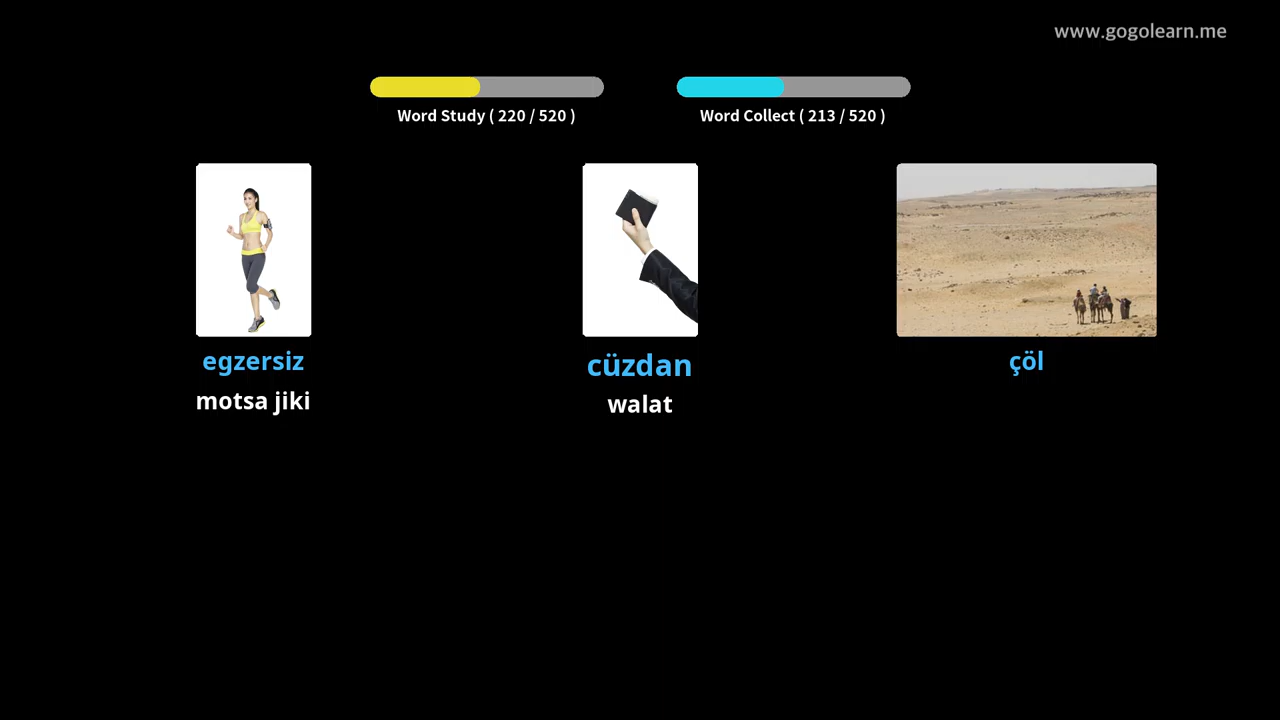 www.gogolearn.me
Word Study ( 220 / 520 )
Word Collect ( 213 / 520 )
egzersiz
motsa jiki
cüzdan
walat
çöl